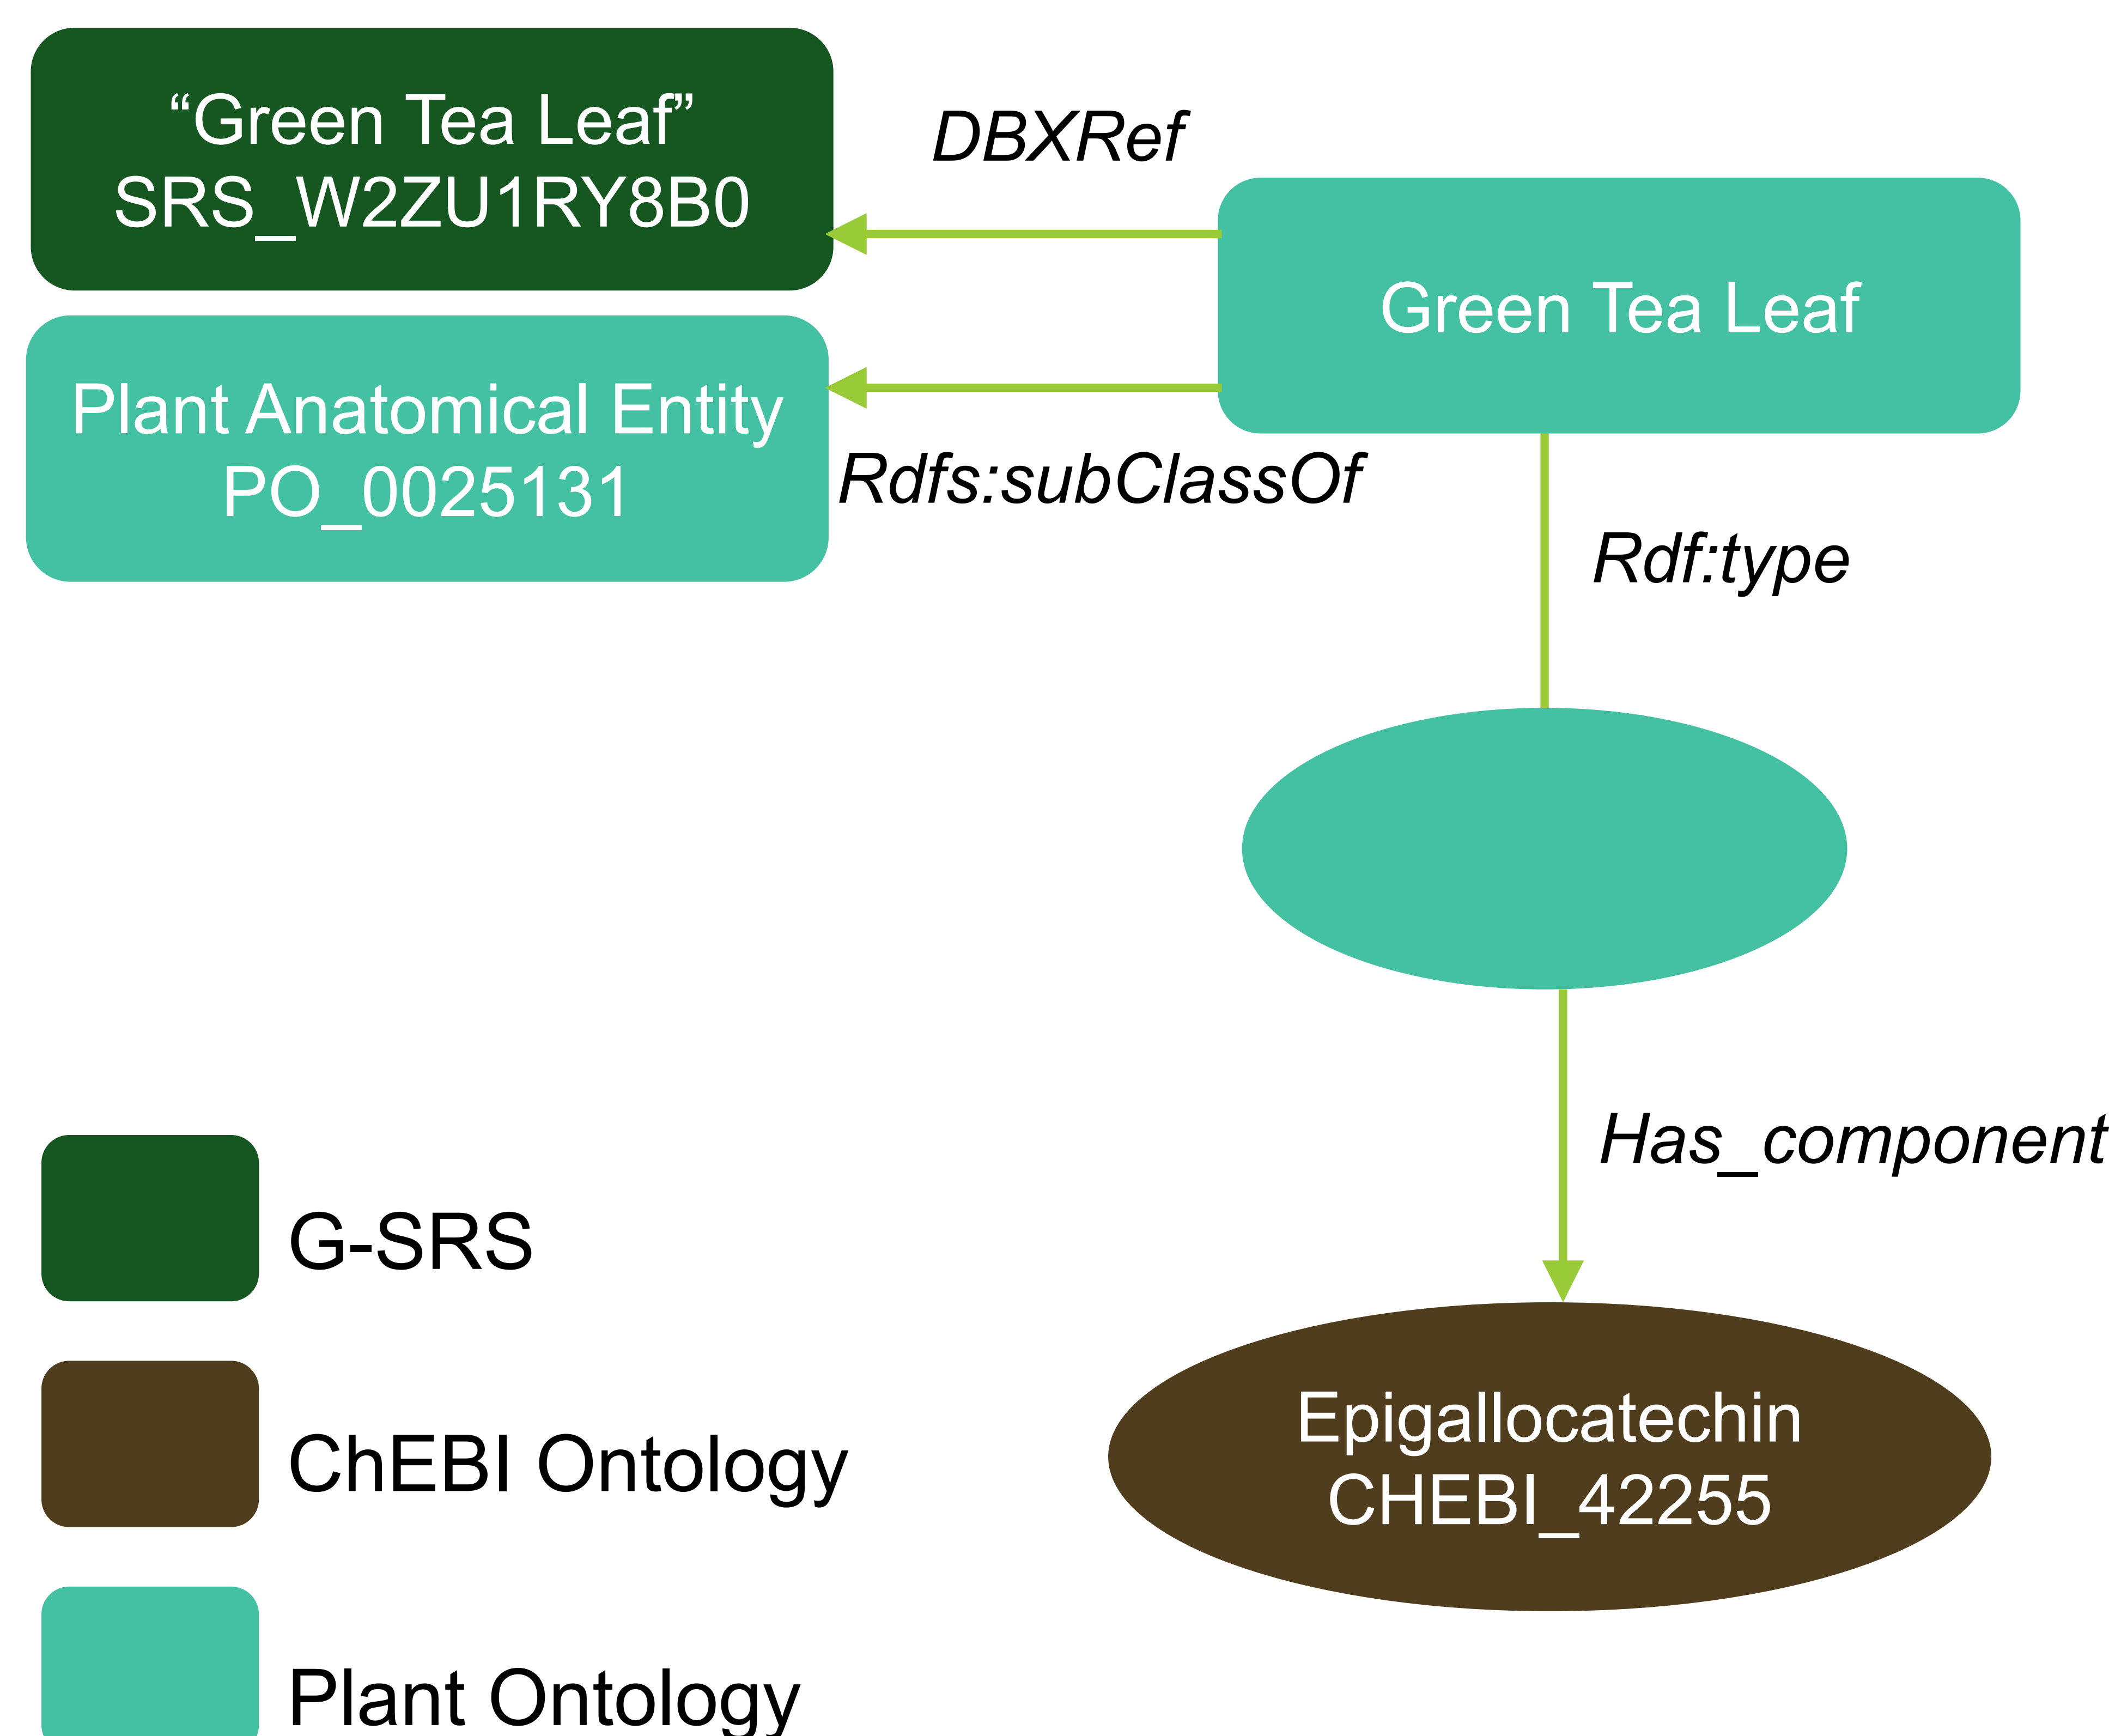 “Green Tea Leaf”
SRS_W2ZU1RY8B0
DBXRef
Green Tea Leaf
Plant Anatomical Entity
PO_0025131
Rdfs:subClassOf
Rdf:type
Has_component
G-SRS
Epigallocatechin
CHEBI_42255
ChEBI Ontology
Plant Ontology